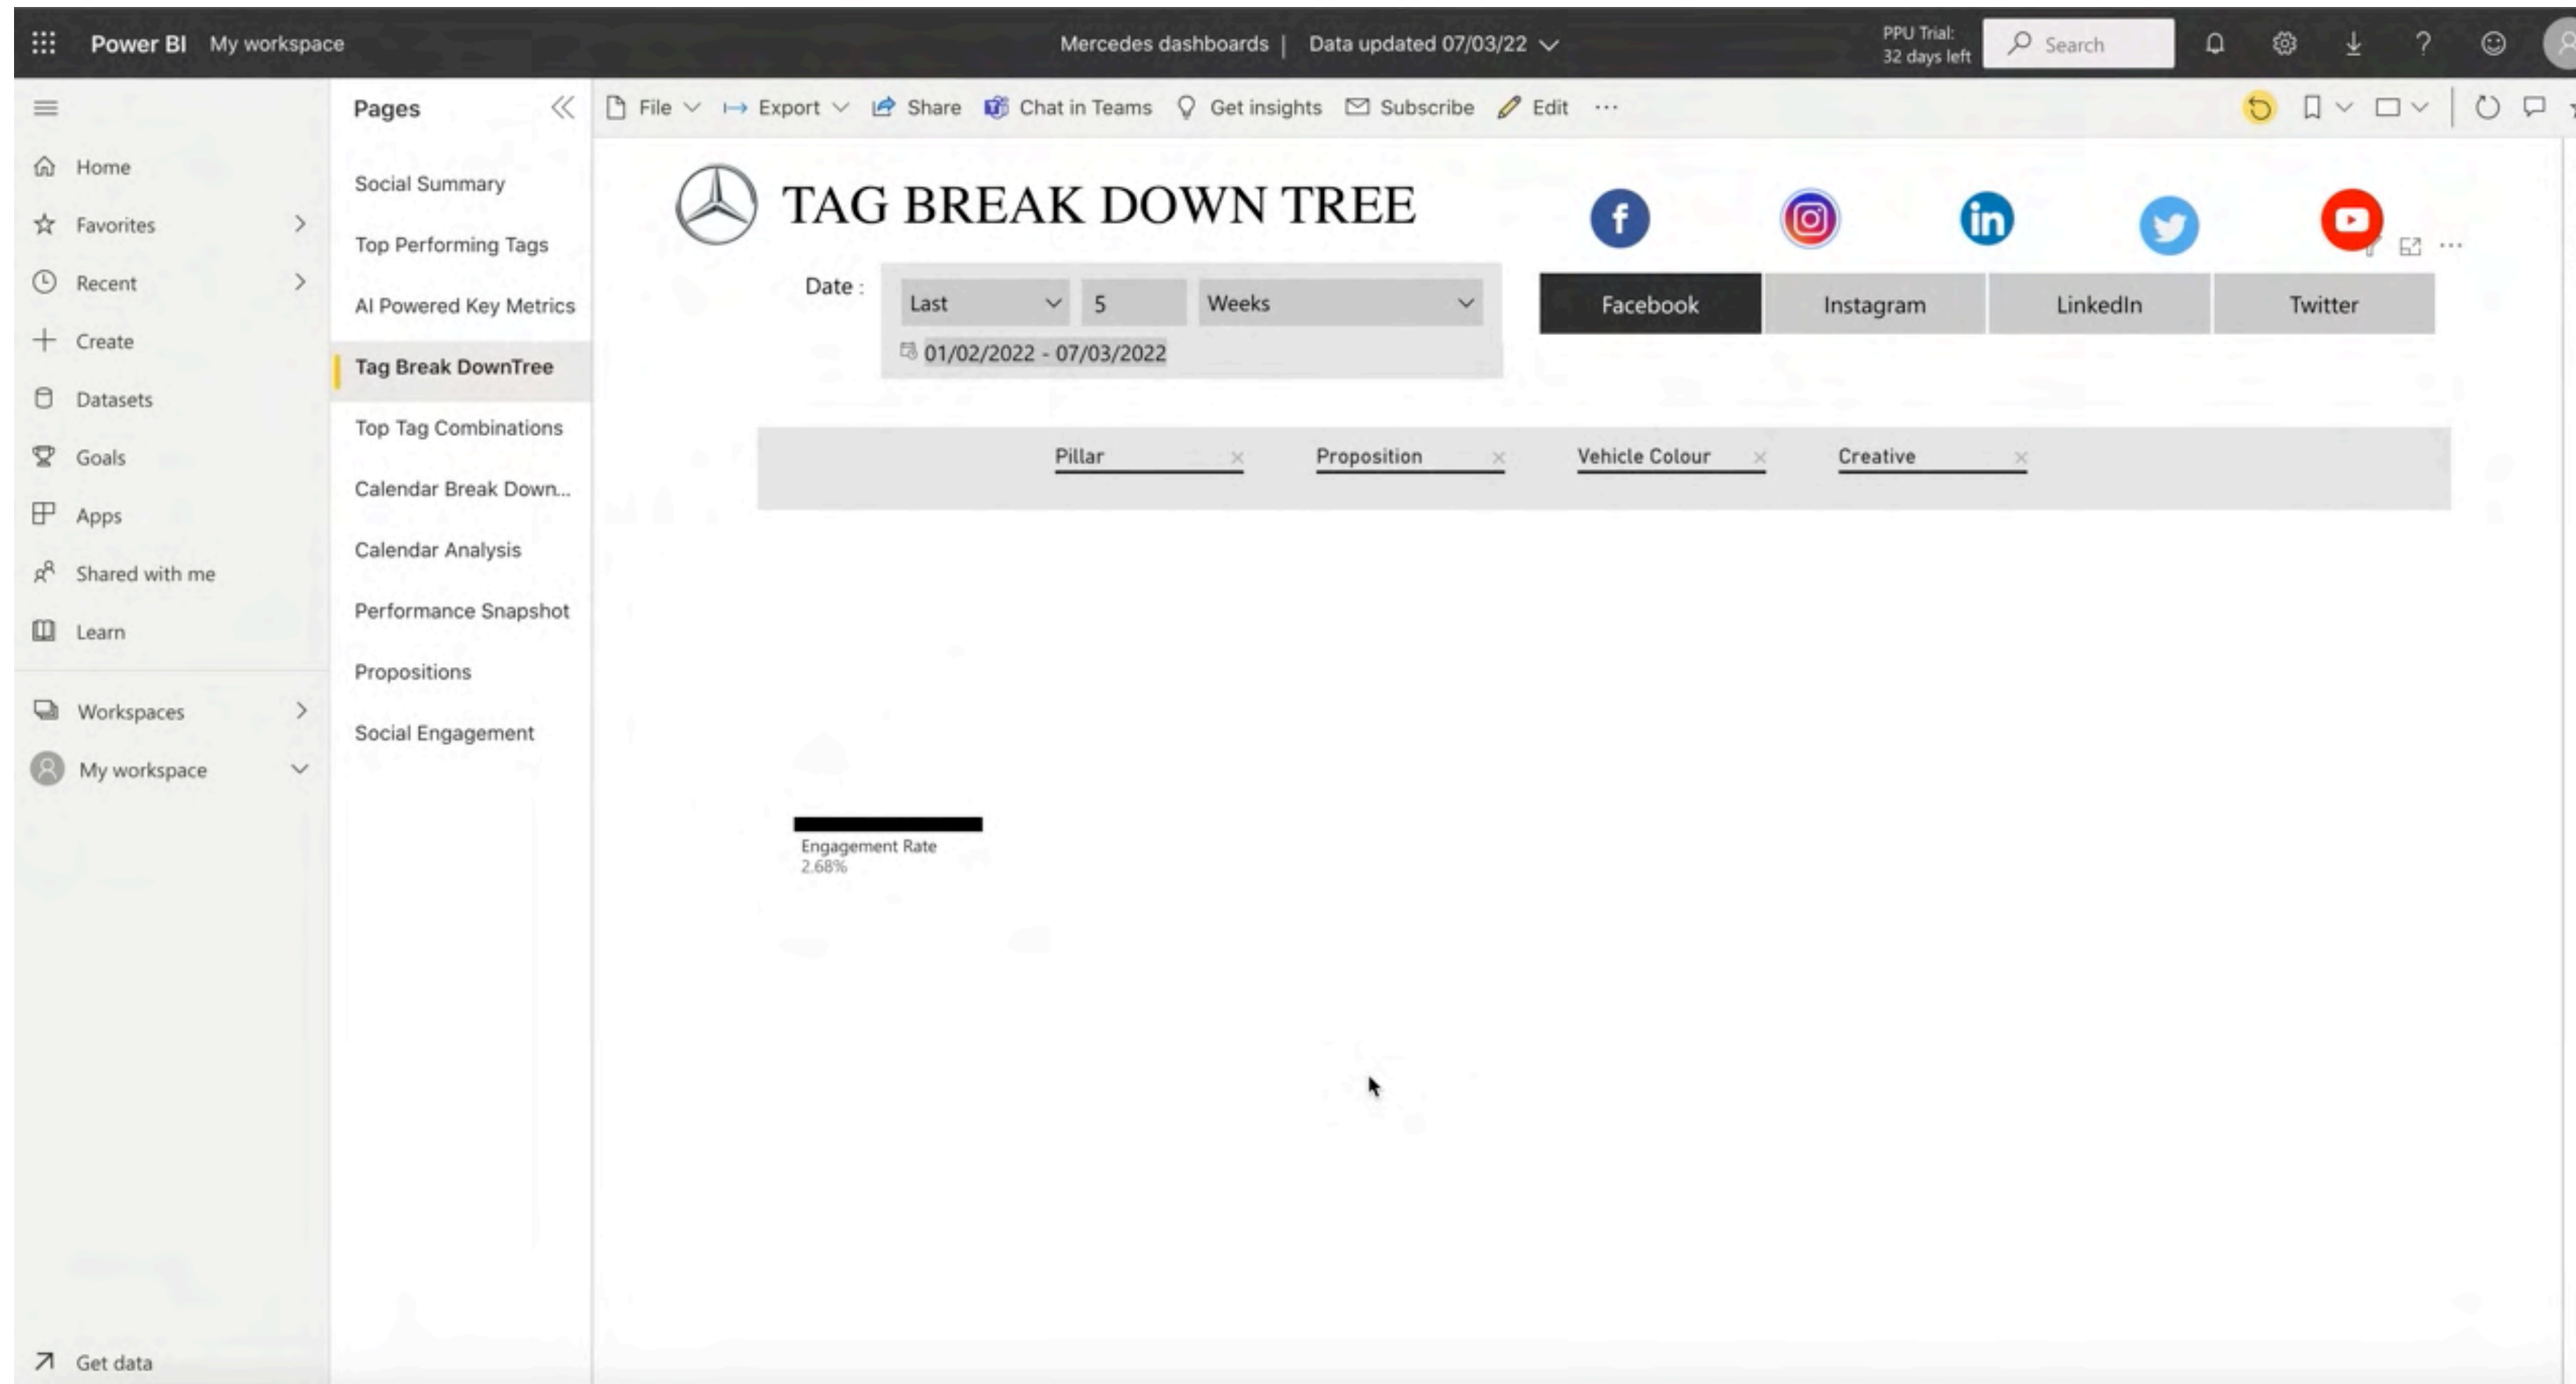 Power BI My workspace
Mercedes dashboards | Data updated 07/03/22
PPU Trial:
32 days left
Search
Home
Favorites
Recent
Create
Datasets
Goals
Apps
Shared with me
Learn
Workspaces
My workspace
Get data
Pages
Social Summary
Top Performing Tags
AI Powered Key Metrics
Tag Break DownTree
Top Tag Combinations
Calendar Break Down...
Calendar Analysis
Performance Snapshot
Propositions
Social Engagement
File Export Share Chat in Teams Get insights Subscribe Edit ...
TAG BREAK DOWN TREE
Date :
Last 5 Weeks
01/02/2022 - 07/03/2022
Facebook Instagram LinkedIn Twitter
Pillar Proposition Vehicle Colour Creative
Engagement Rate
2.68%